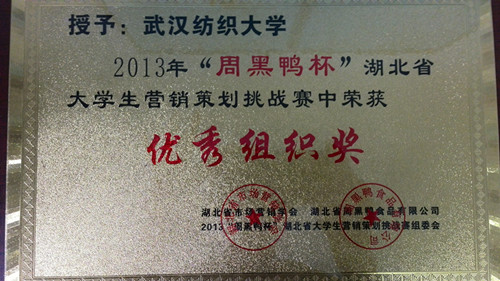 授予：武汉纺织大学
2013年“周黑鸭杯”湖北省
大学生营销策划挑战赛中荣获
优秀组织奖
湖北省市场营销学会 湖北省周黑鸭食品有限公司
2013“周黑鸭杯”湖北省大学生营销策划挑战赛组委会